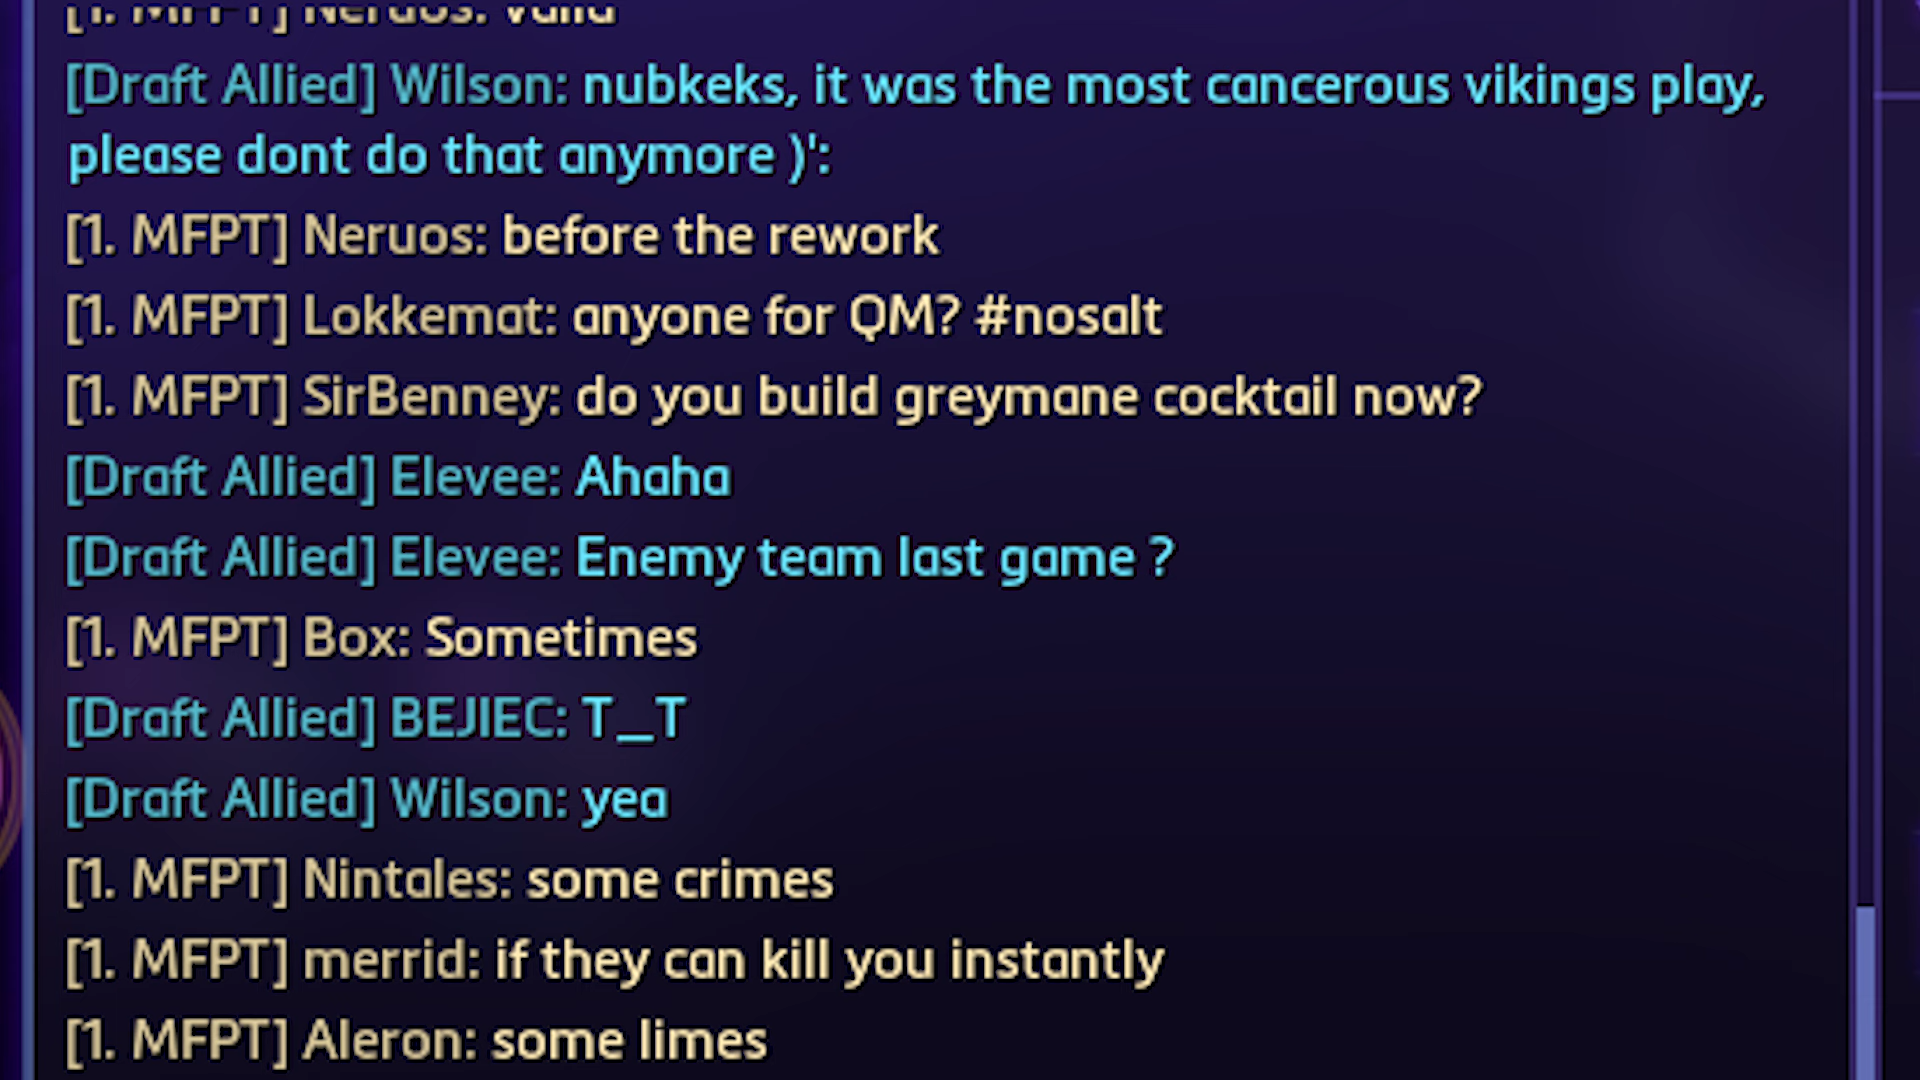 [1. MFPT] Neruos: valid
[Draft Allied] Wilson: nubkeks, it was the most cancerous vikings play,
please dont do that anymore )':
[1. MFPT] Neruos: before the rework
[1. MFPT] Lokkemat: anyone for QM? #nosalt
[1. MFPT] SirBenney: do you build greymane cocktail now?
[Draft Allied] Elevee: Ahaha
[Draft Allied] Elevee: Enemy team last game ?
[1. MFPT] Box: Sometimes
[Draft Allied] BEJIEC: T_T
[Draft Allied] Wilson: yea
[1. MFPT] Nintales: some crimes
[1. MFPT] merrid: if they can kill you instantly
[1. MFPT] Aleron: some limes